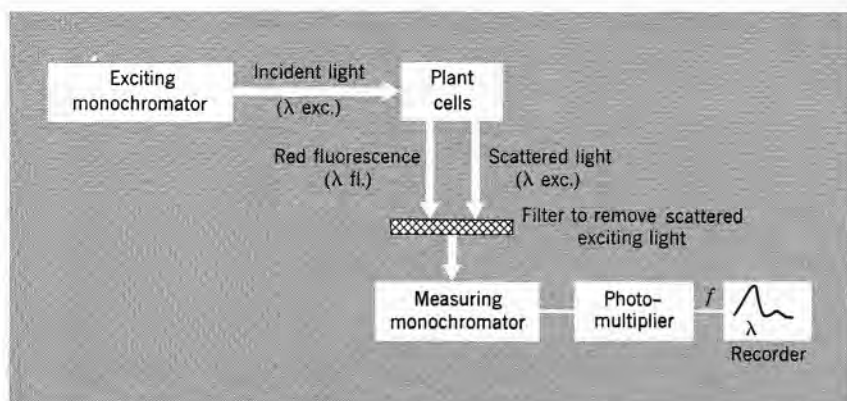 Exciting
monochromator
Incident light
(λ exc.)
Plant
cells
Red fluorescence
(λ fl.)
Scattered light
(λ exc.)
Filter to remove scattered
exciting light
Measuring
monochromator
Photo-
multiplier
f
λ
Recorder